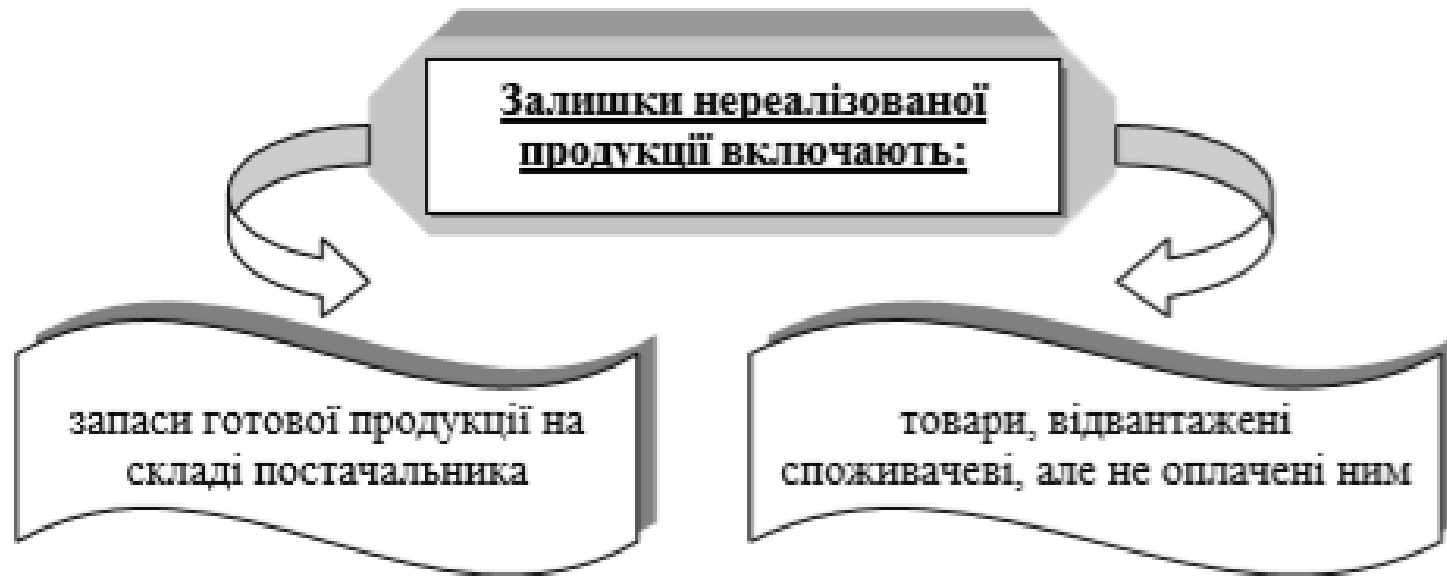 Залишки нереалізованої
продукції включають:
запаси готової продукції на
складі постачальника
товари, відвантажені
споживачеві, але не оплачені ним